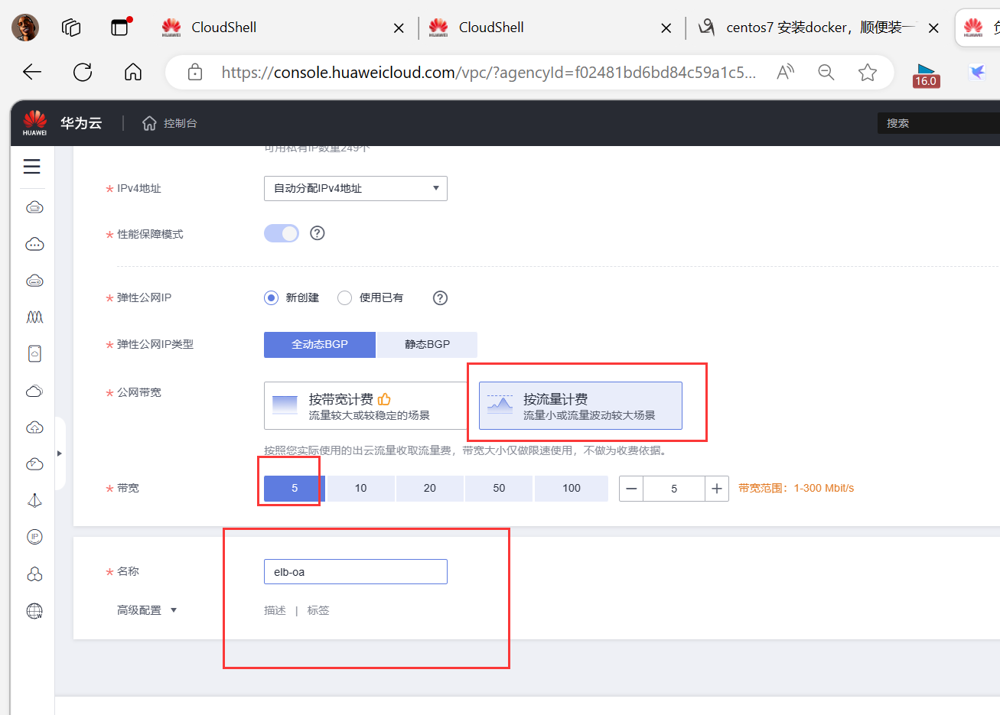 CloudShell
CloudShell
centos7 安装docker，顺便装一
https://console.huaweicloud.com/vpc/?agencyId=f02481bd6bd84c59a1c5...
16.0
HUAWEI
华为云
控制台
搜索
可用私有IP数量249个
* IPv4地址
自动分配IPv4地址
* 性能保障模式
* 弹性公网IP
新创建
使用已有
* 弹性公网IP类型
全动态BGP
静态BGP
* 公网带宽
按带宽计费
流量较大或较稳定的场景
按流量计费
流量小或流量波动较大场景
按照您实际使用的出云流量收取流量费，带宽大小仅做限速使用，不做为收费依据。
* 带宽
5
10
20
50
100
5
带宽范围：1-300 Mbit/s
* 名称
elb-oa
高级配置
描述 | 标签